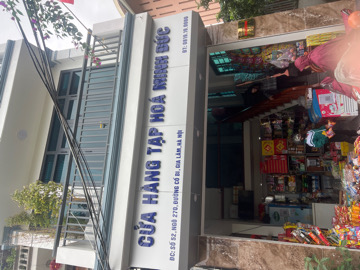 CỬA HÀNG TẠP HOÁ MINH ĐỨC
ĐC: SỐ 52, NGÕ 270, ĐƯỜNG CỔ BI, GIA LÂM, HÀ NỘI